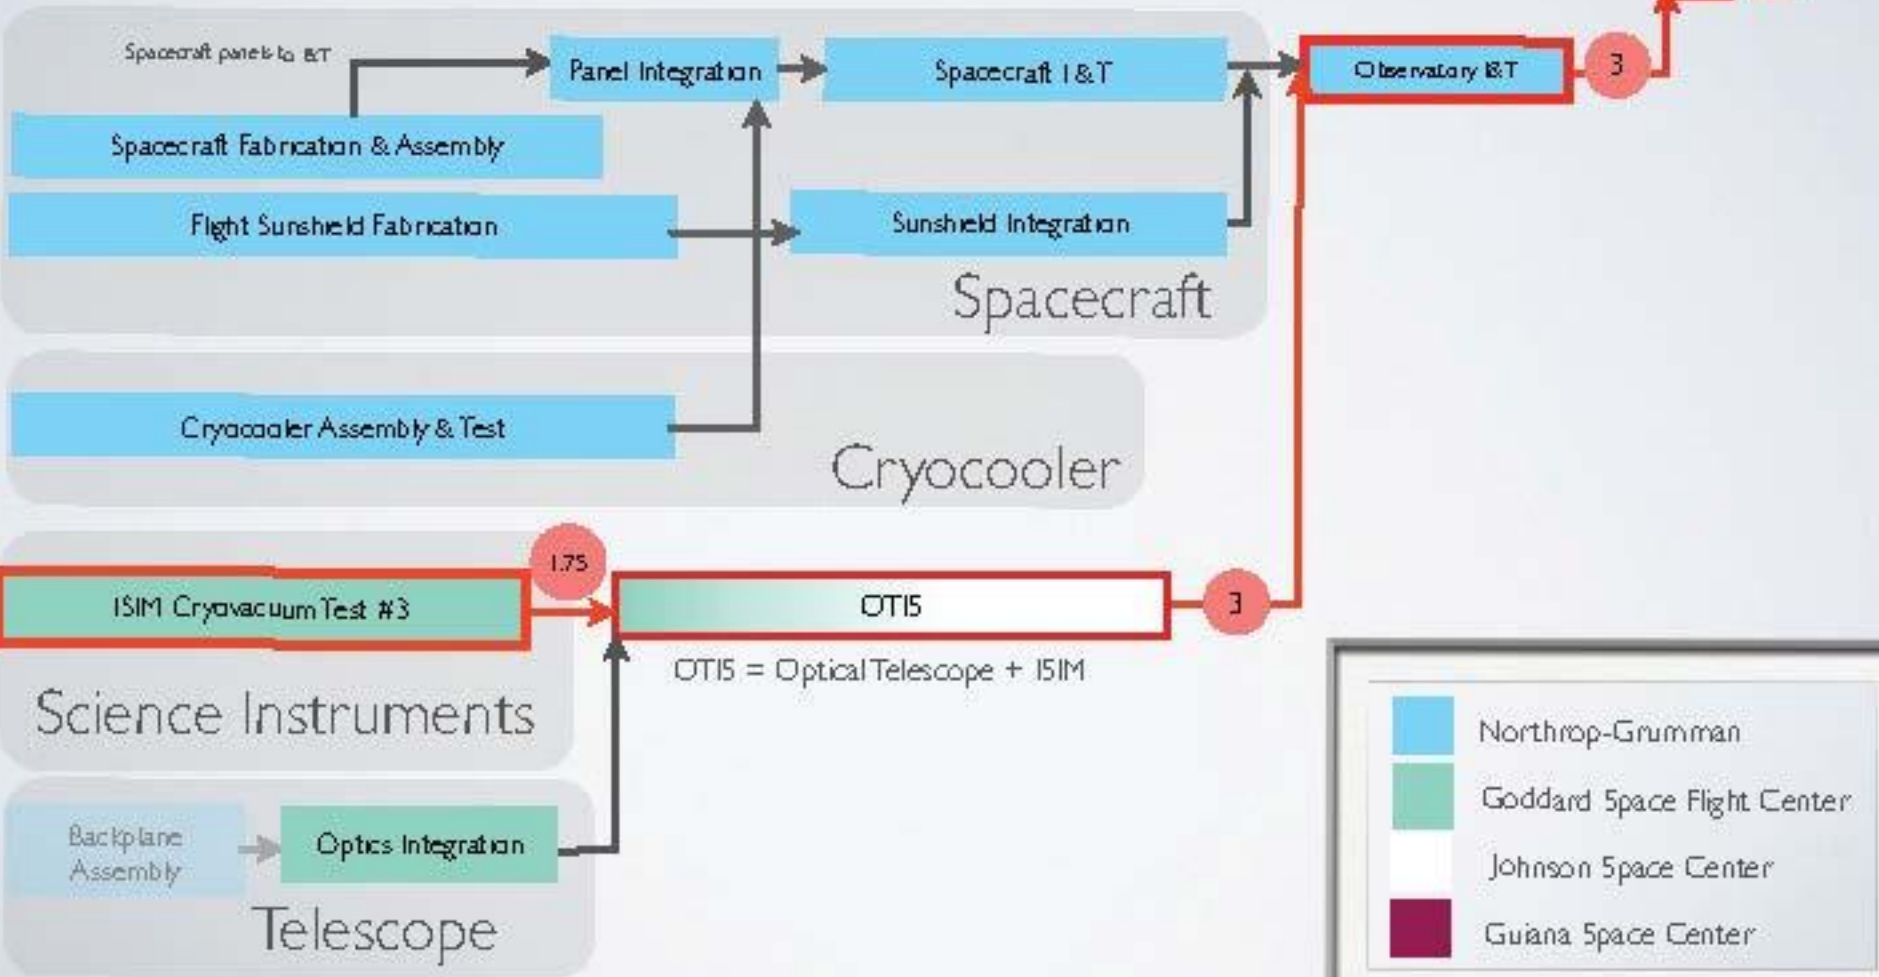 Spacecraft panels to I&T
Panel Integration
Spacecraft I&T
Observatory I&T
3
Spacecraft Fabrication & Assembly
Flight Sunshield Fabrication
Sunshield Integration
Spacecraft
Cryocooler Assembly & Test
Cryocooler
1.75
ISIM Cryovacuum Test #3
OTIS
3
OTIS = Optical Telescope + ISIM
Science Instruments
Backplane
Assembly
Optics Integration
Telescope
Northrop-Grumman
Goddard Space Flight Center
Johnson Space Center
Guiana Space Center